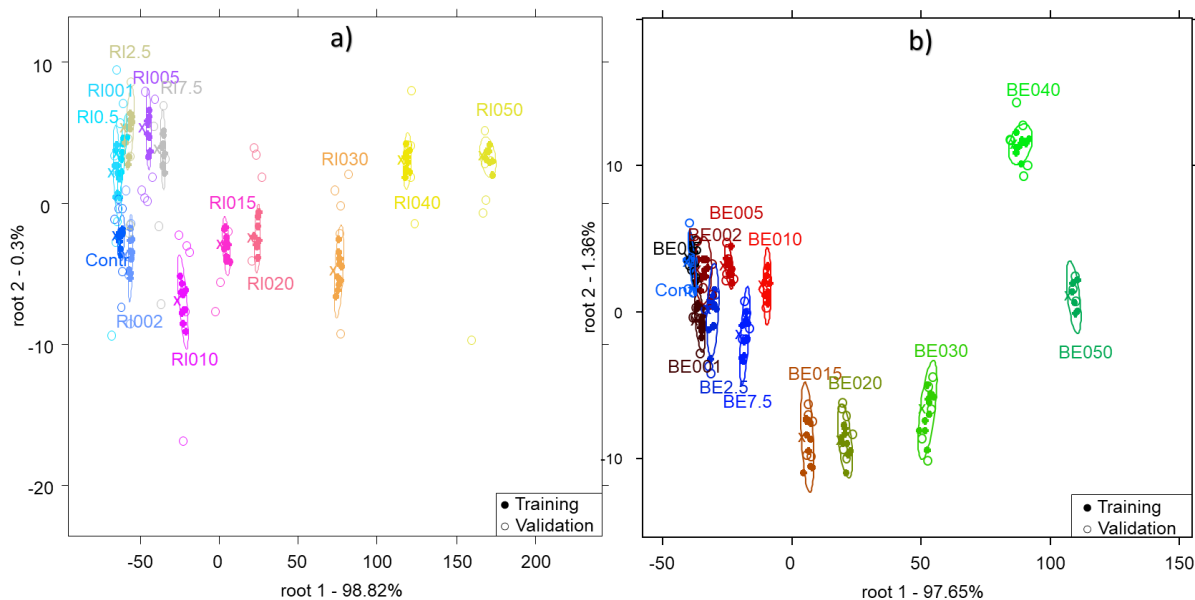 a)
RI2.5
RI001
RI005
RI7.5
RI0.5
RI015
RI030
RI050
RI040
Contr
RI020
RI002
RI010
10
0
-10
-20
-50
0
50
100
150
200
root 2 - 0.3%
root 1 - 98.82%
Training
Validation
b)
BE040
BE005
BE002
BE010
BE001
BE2.5
BE7.5
BE015
BE020
BE030
BE050
10
0
-50
0
50
100
150
root 2 - 1.36%
root 1 - 97.65%
Training
Validation